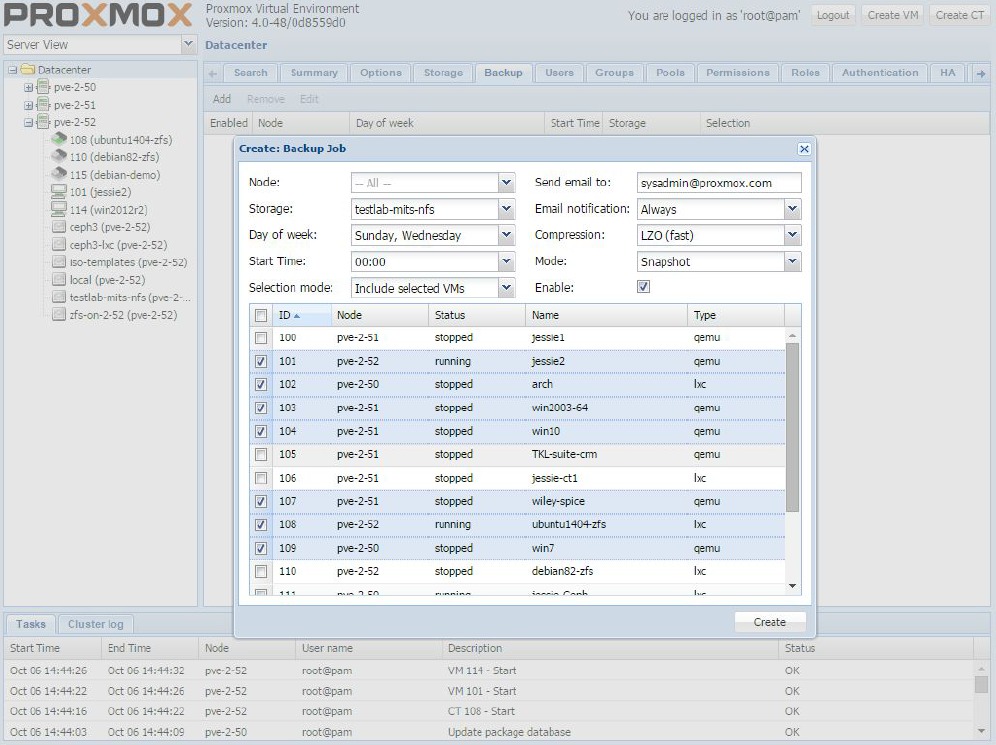 PROXMOX Proxmox Virtual Environment
Version: 4.0-48/0d8559d0
You are logged in as 'root@pam' Logout Create VM Create CT
Server View
Datacenter
Datacenter
pve-2-50
pve-2-51
pve-2-52
108 (ubuntu1404-zfs)
110 (debian82-zfs)
115 (debian-demo)
101 (jessie2)
114 (win2012r2)
ceph3 (pve-2-52)
ceph3-lxc (pve-2-52)
iso-templates (pve-2-52)
local (pve-2-52)
testlab-mits-nfs (pve-2-...
zfs-on-2-52 (pve-2-52)
Search Summary Options Storage Backup Users Groups Pools Permissions Roles Authentication HA
Add Remove Edit
Enabled Node Day of week Start Time Storage Selection
Create: Backup Job
Node: -- All -- Send email to: sysadmin@proxmox.com
Storage: testlab-mits-nfs Email notification: Always
Day of week: Sunday, Wednesday Compression: LZO (fast)
Start Time: 00:00 Mode: Snapshot
Selection mode: Include selected VMs Enable:
ID Node Status Name Type
100 pve-2-51 stopped jessie1 qemu
101 pve-2-52 running jessie2 qemu
102 pve-2-50 stopped arch lxc
103 pve-2-51 stopped win2003-64 qemu
104 pve-2-51 stopped win10 qemu
105 pve-2-51 stopped TKL-suite-crm qemu
106 pve-2-51 stopped jessie-ct1 lxc
107 pve-2-51 stopped wiley-spice qemu
108 pve-2-52 running ubuntu1404-zfs lxc
109 pve-2-50 stopped win7 qemu
110 pve-2-52 stopped debian82-zfs lxc
111 pve-2-50 running jessie-Ceph lxc
Create
Tasks Cluster log
Start Time End Time Node User name Description Status
Oct 06 14:44:26 Oct 06 14:44:32 pve-2-52 root@pam VM 114 - Start OK
Oct 06 14:44:22 Oct 06 14:44:26 pve-2-52 root@pam VM 101 - Start OK
Oct 06 14:44:16 Oct 06 14:44:22 pve-2-52 root@pam CT 108 - Start OK
Oct 06 14:44:03 Oct 06 14:44:09 pve-2-50 root@pam Update package database OK